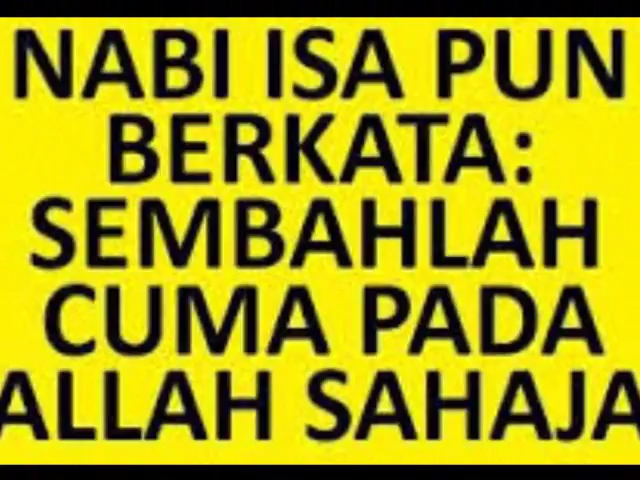 NABI ISA PUN
BERKATA:
SEMBAHLAH
CUMA PADA
ALLAH SAHAJA